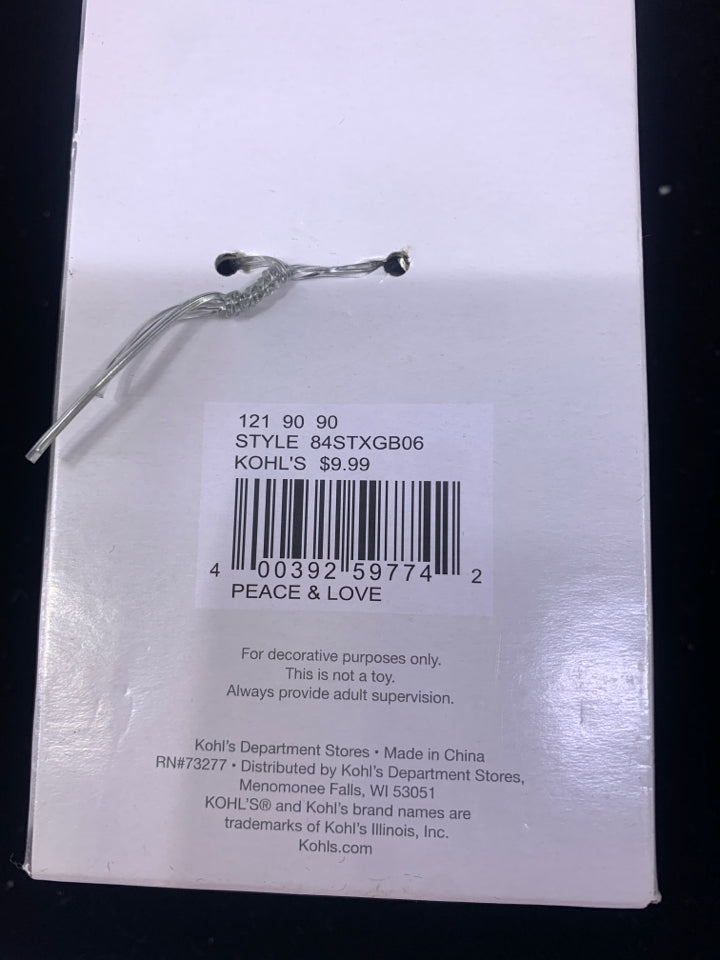 121 90 90
STYLE 84STXGB06
KOHL'S $9.99
4 00392 59774 2
PEACE & LOVE
For decorative purposes only.
This is not a toy.
Always provide adult supervision.
Kohl's Department Stores • Made in China
RN#73277 • Distributed by Kohl's Department Stores,
Menomonee Falls, WI 53051
KOHL'S® and Kohl's brand names are
trademarks of Kohl's Illinois, Inc.
Kohls.com